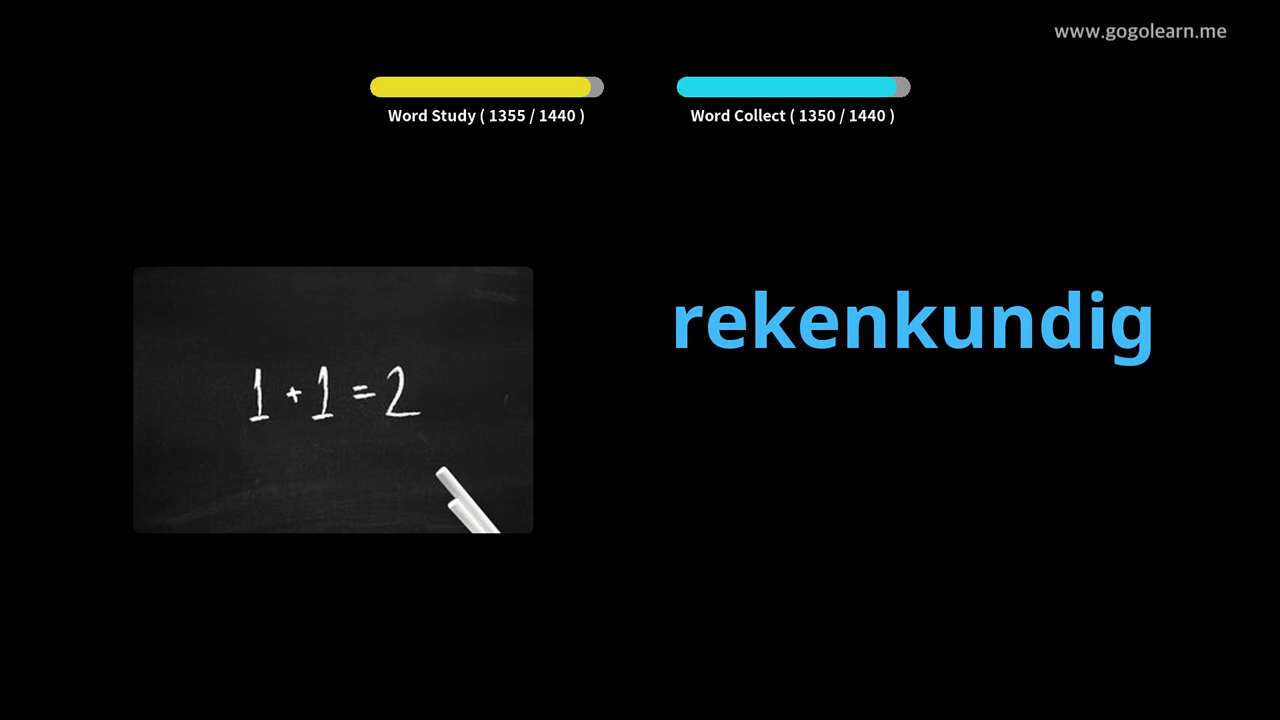 www.gogolearn.me
Word Study ( 1355 / 1440 )
Word Collect ( 1350 / 1440 )
rekenkundig
1 + 1 = 2